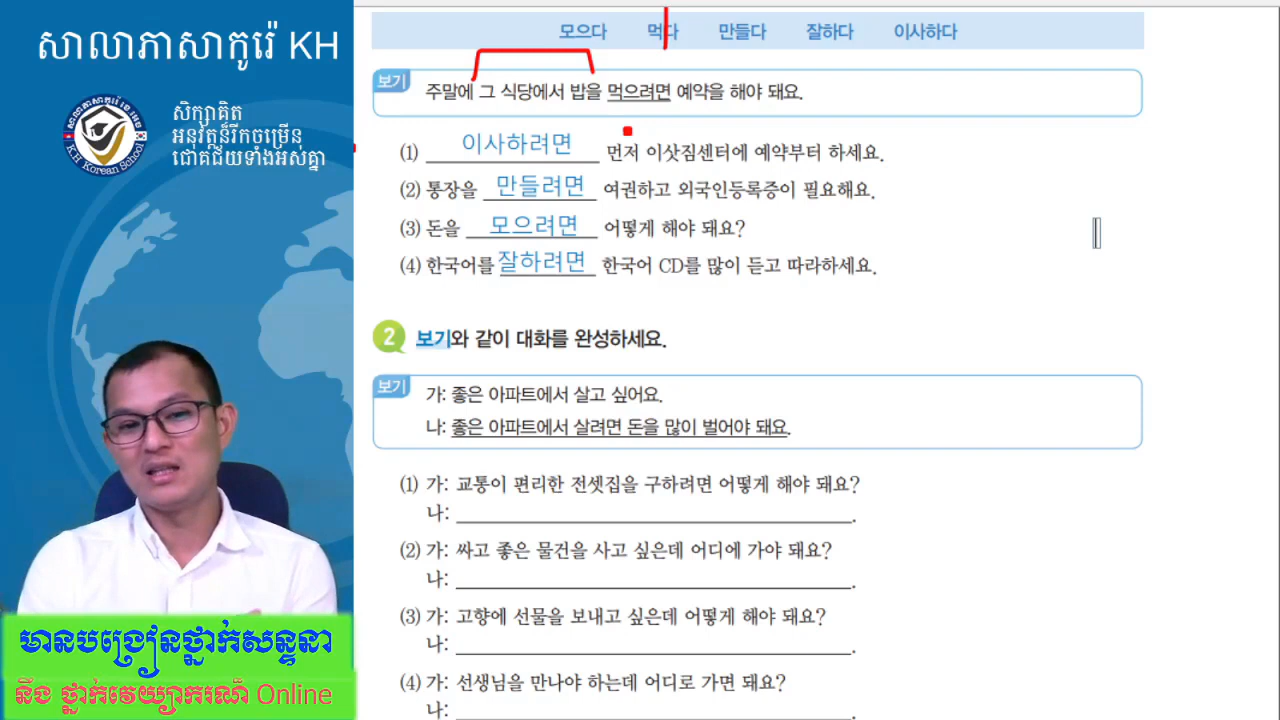 សាលាភាសាកូរ៉េ KH
សិក្សាគិត
អនុវត្តន៍រីកចម្រើន
ជោគជ័យទាំងអស់គ្នា
K.H Korean School
មានបង្រៀនថ្នាក់សន្ទនា
និង ថ្នាក់វេយ្យាករណ៍ Online
모으다 먹다 만들다 잘하다 이사하다
보기
주말에 그 식당에서 밥을 먹으려면 예약을 해야 돼요.
(1) 이사하려면 먼저 이삿짐센터에 예약부터 하세요.
(2) 통장을 만들려면 여권하고 외국인등록증이 필요해요.
(3) 돈을 모으려면 어떻게 해야 돼요?
(4) 한국어를 잘하려면 한국어 CD를 많이 듣고 따라하세요.
2 보기와 같이 대화를 완성하세요.
보기
가: 좋은 아파트에서 살고 싶어요.
나: 좋은 아파트에서 살려면 돈을 많이 벌어야 돼요.
(1) 가: 교통이 편리한 전셋집을 구하려면 어떻게 해야 돼요?
나: .
(2) 가: 싸고 좋은 물건을 사고 싶은데 어디에 가야 돼요?
나: .
(3) 가: 고향에 선물을 보내고 싶은데 어떻게 해야 돼요?
나: .
(4) 가: 선생님을 만나야 하는데 어디로 가면 돼요?
나: .